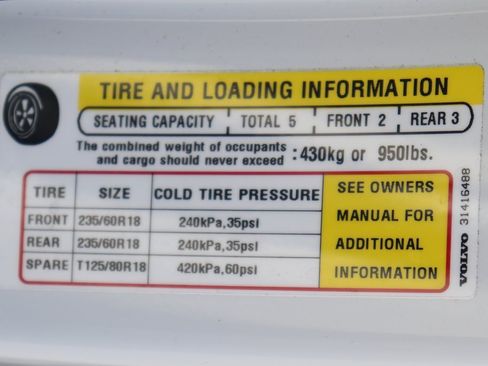 TIRE AND LOADING INFORMATION
SEATING CAPACITY TOTAL 5 FRONT 2 REAR 3
The combined weight of occupants
and cargo should never exceed : 430kg or 950lbs.
TIRE SIZE COLD TIRE PRESSURE
FRONT 235/60R18 240kPa,35psi
REAR 235/60R18 240kPa,35psi
SPARE T125/80R18 420kPa,60psi
SEE OWNERS
MANUAL FOR
ADDITIONAL
INFORMATION
VOLVO 31416488